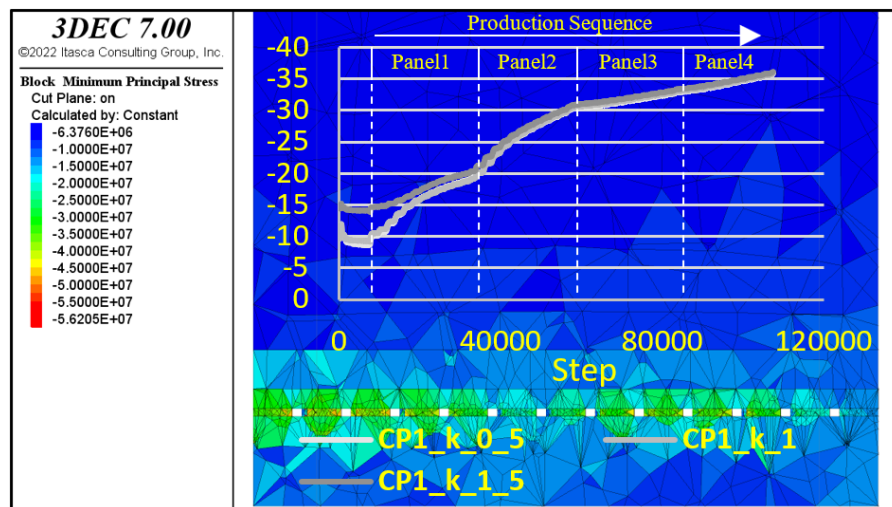 3DEC 7.00
©2022 Itasca Consulting Group, Inc.
Block Minimum Principal Stress
Cut Plane: on
Calculated by: Constant
-6.3760E+06
-1.0000E+07
-1.5000E+07
-2.0000E+07
-2.5000E+07
-3.0000E+07
-3.5000E+07
-4.0000E+07
-4.5000E+07
-5.0000E+07
-5.5000E+07
-5.6205E+07
Production Sequence
Panel1 Panel2 Panel3 Panel4
-40
-35
-30
-25
-20
-15
-10
-5
0
0 40000 80000 120000
Step
CP1_k_0_5 CP1_k_1
CP1_k_1_5